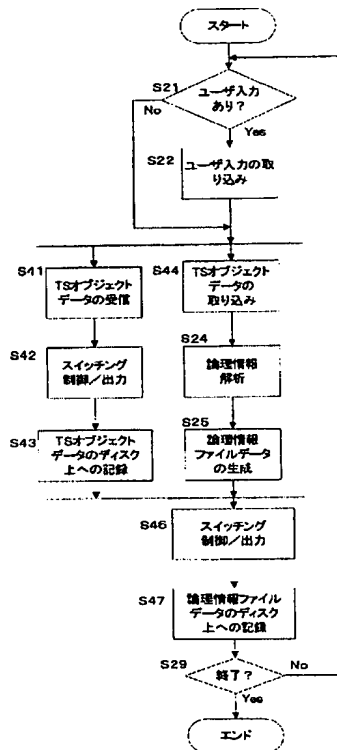 スタート
S21
ユーザ入力
あり？
No
Yes
S22
ユーザ入力の取
り込み
S41
TSオブジェクト
データの受信
S44
TSオブジェクト
データの
取り込み
S42
スイッチング
制御／出力
S24
論理情報
解析
S43
TSオブジェクト
データのディスク
上への記録
S25
論理情報
ファイルデータ
の生成
S46
スイッチング
制御／出力
S47
論理情報ファイル
データのディスク
上への記録
S29
終了？
No
Yes
エンド